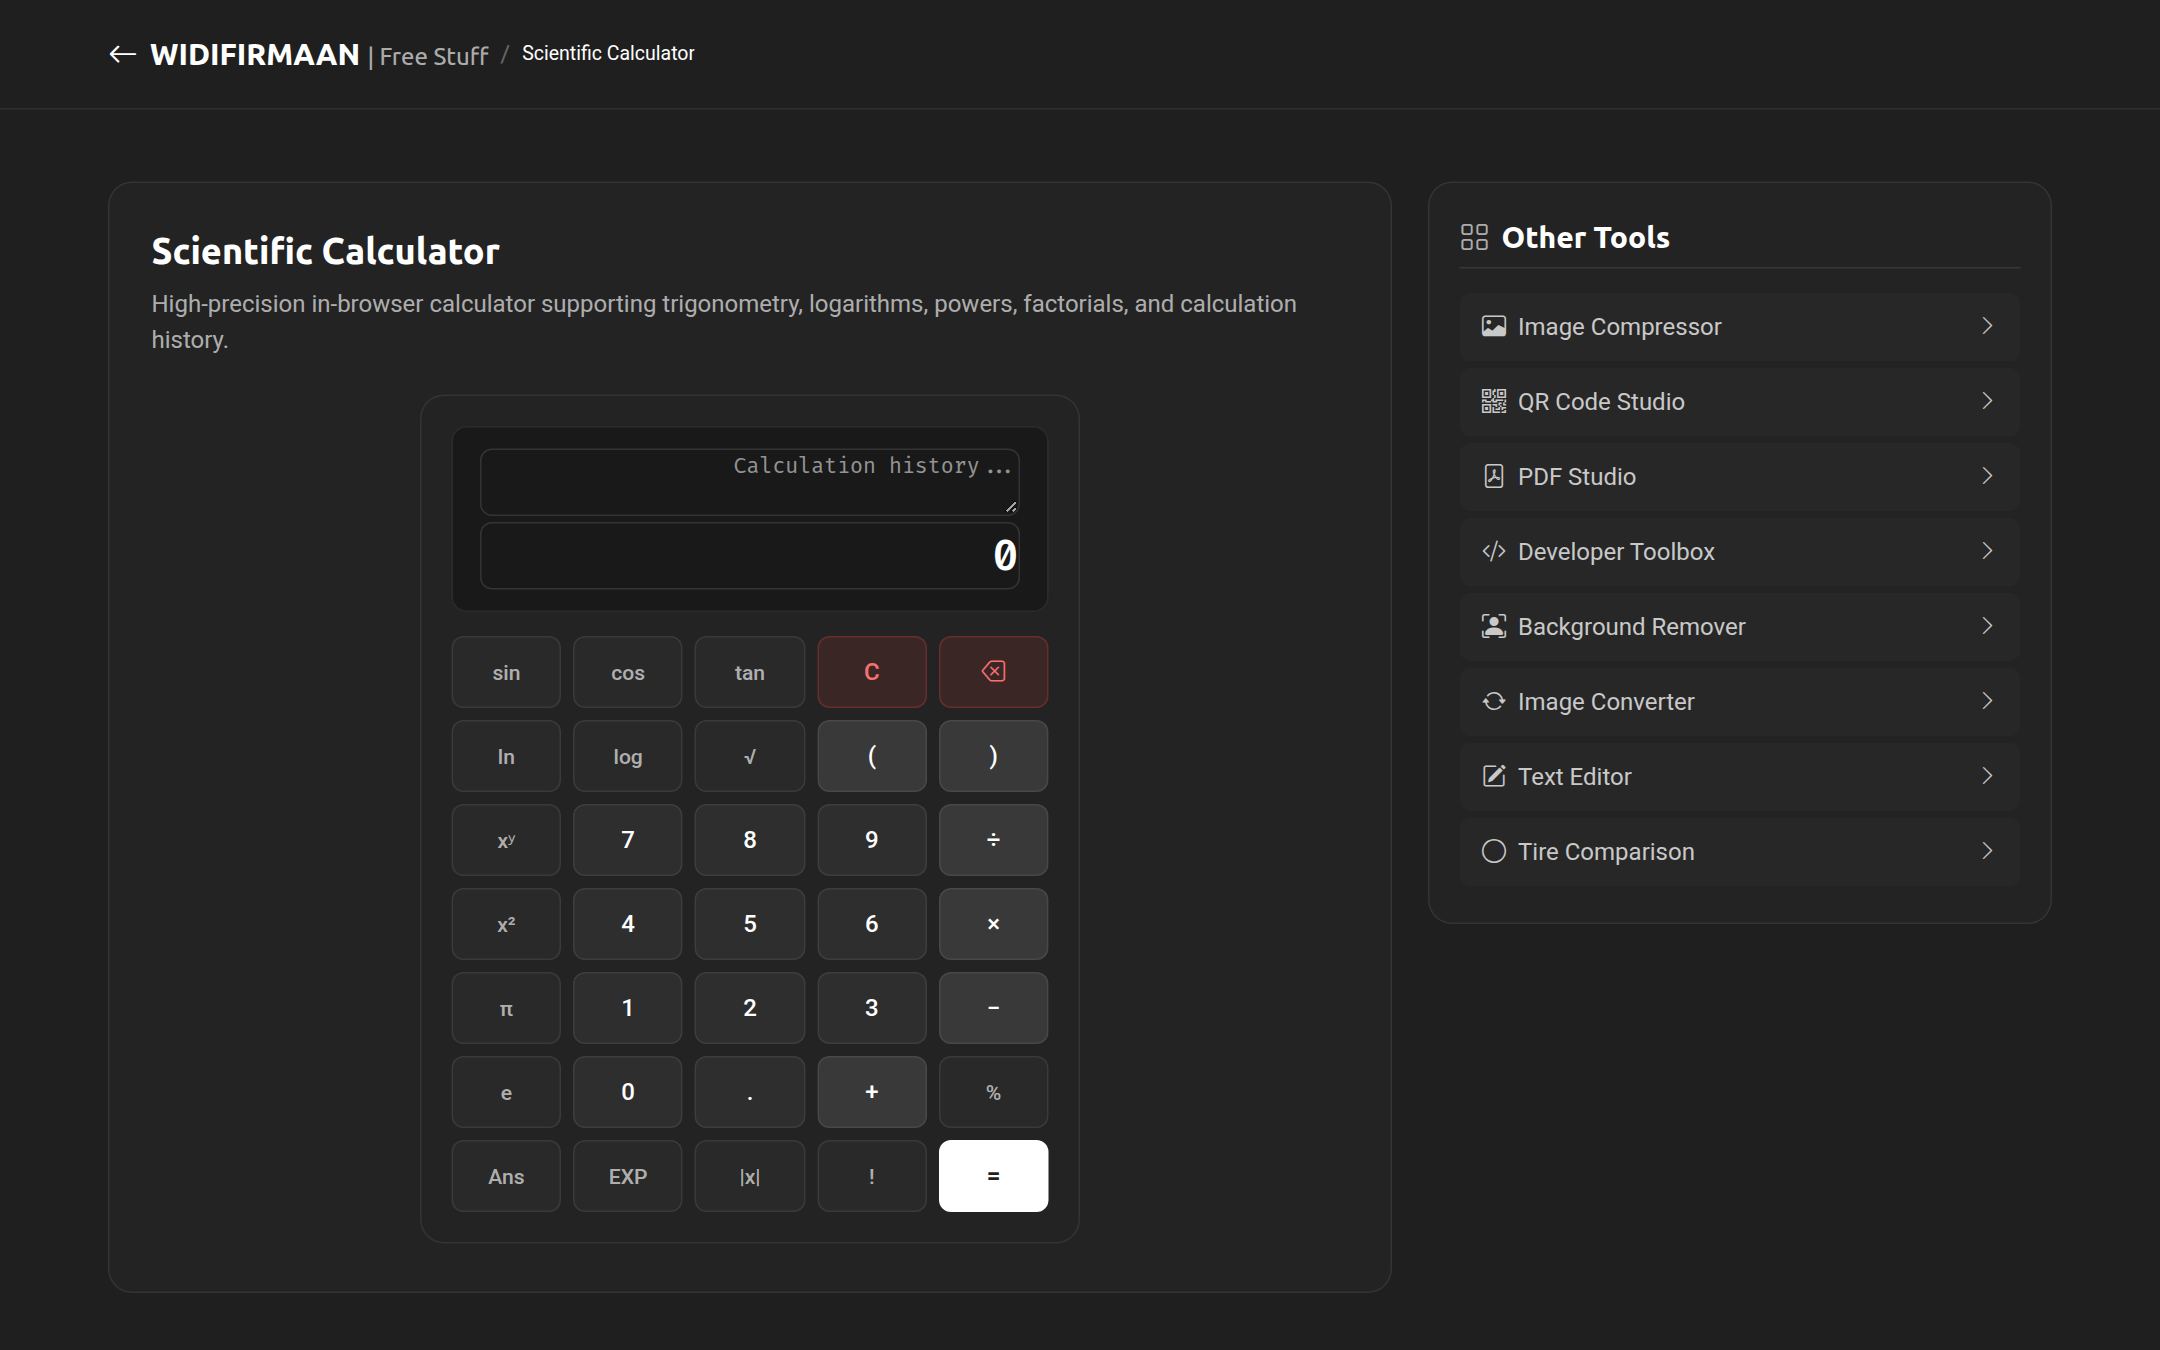 WIDIFIRMAAN | Free Stuff / Scientific Calculator
Scientific Calculator
High-precision in-browser calculator supporting trigonometry, logarithms, powers, factorials, and calculation
history.
Calculation history...
0
sin cos tan C
ln log √ ( )
xʸ 7 8 9 ÷
x² 4 5 6 ×
π 1 2 3 −
e 0 . + %
Ans EXP |x| ! =
Other Tools
Image Compressor
QR Code Studio
PDF Studio
Developer Toolbox
Background Remover
Image Converter
Text Editor
Tire Comparison